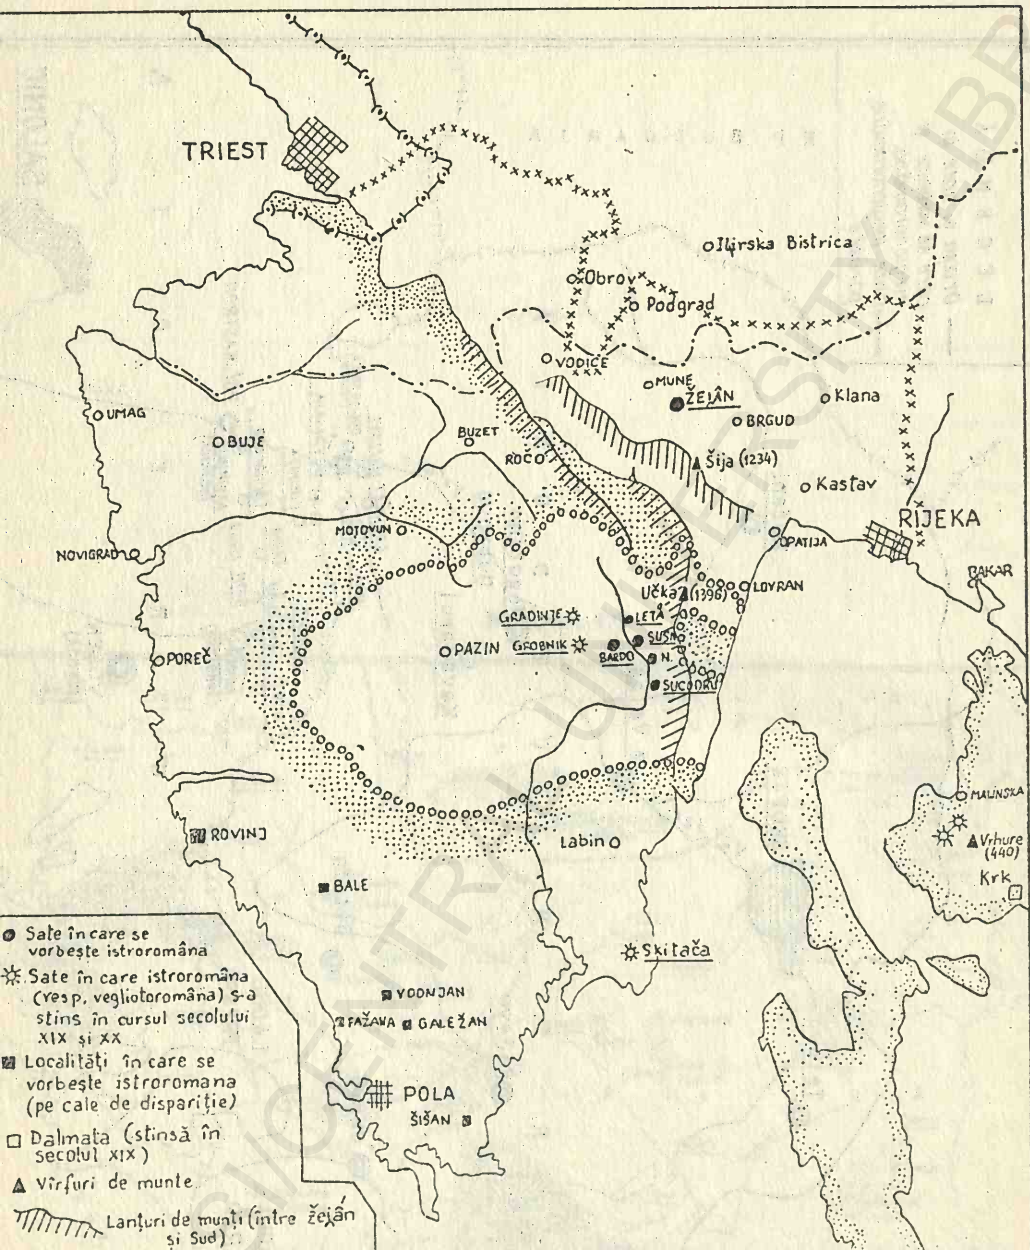 TRIEST
Ilirska Bistrica
Obrov
Podgrad
VODICE
MUNE
ŽEJÂN
Klana
BRGUD
UMAG
BUJE
BUZET
ROČ
Šija (1234)
Kastav
RIJEKA
MOTOVUN
NOVIGRAD
OPATIJA
BAKAR
Učka (1396)
LOVRAN
GRADINJE
LETÅ
SUSN
POREČ
PAZIN
GROBNIK
BARDO
N.
SUCODRU
MALINSKA
ROVINJ
Labin
Vrhure
(440)
Krk
BALE
Skitača
VODNJAN
FAŽANA
GALEŽAN
POLA
ŠIŠAN
Sate în care se
vorbește istroromâna
Sate în care istroromâna
(resp. vegliotoromâna) s-a
stins în cursul secolului
XIX și XX
Localități în care se
vorbește istroromana
(pe cale de dispariție)
Dalmata (stinsă în
secolul XIX)
Vîrfuri de munte
Lanțuri de munți (între žejân
și Sud)